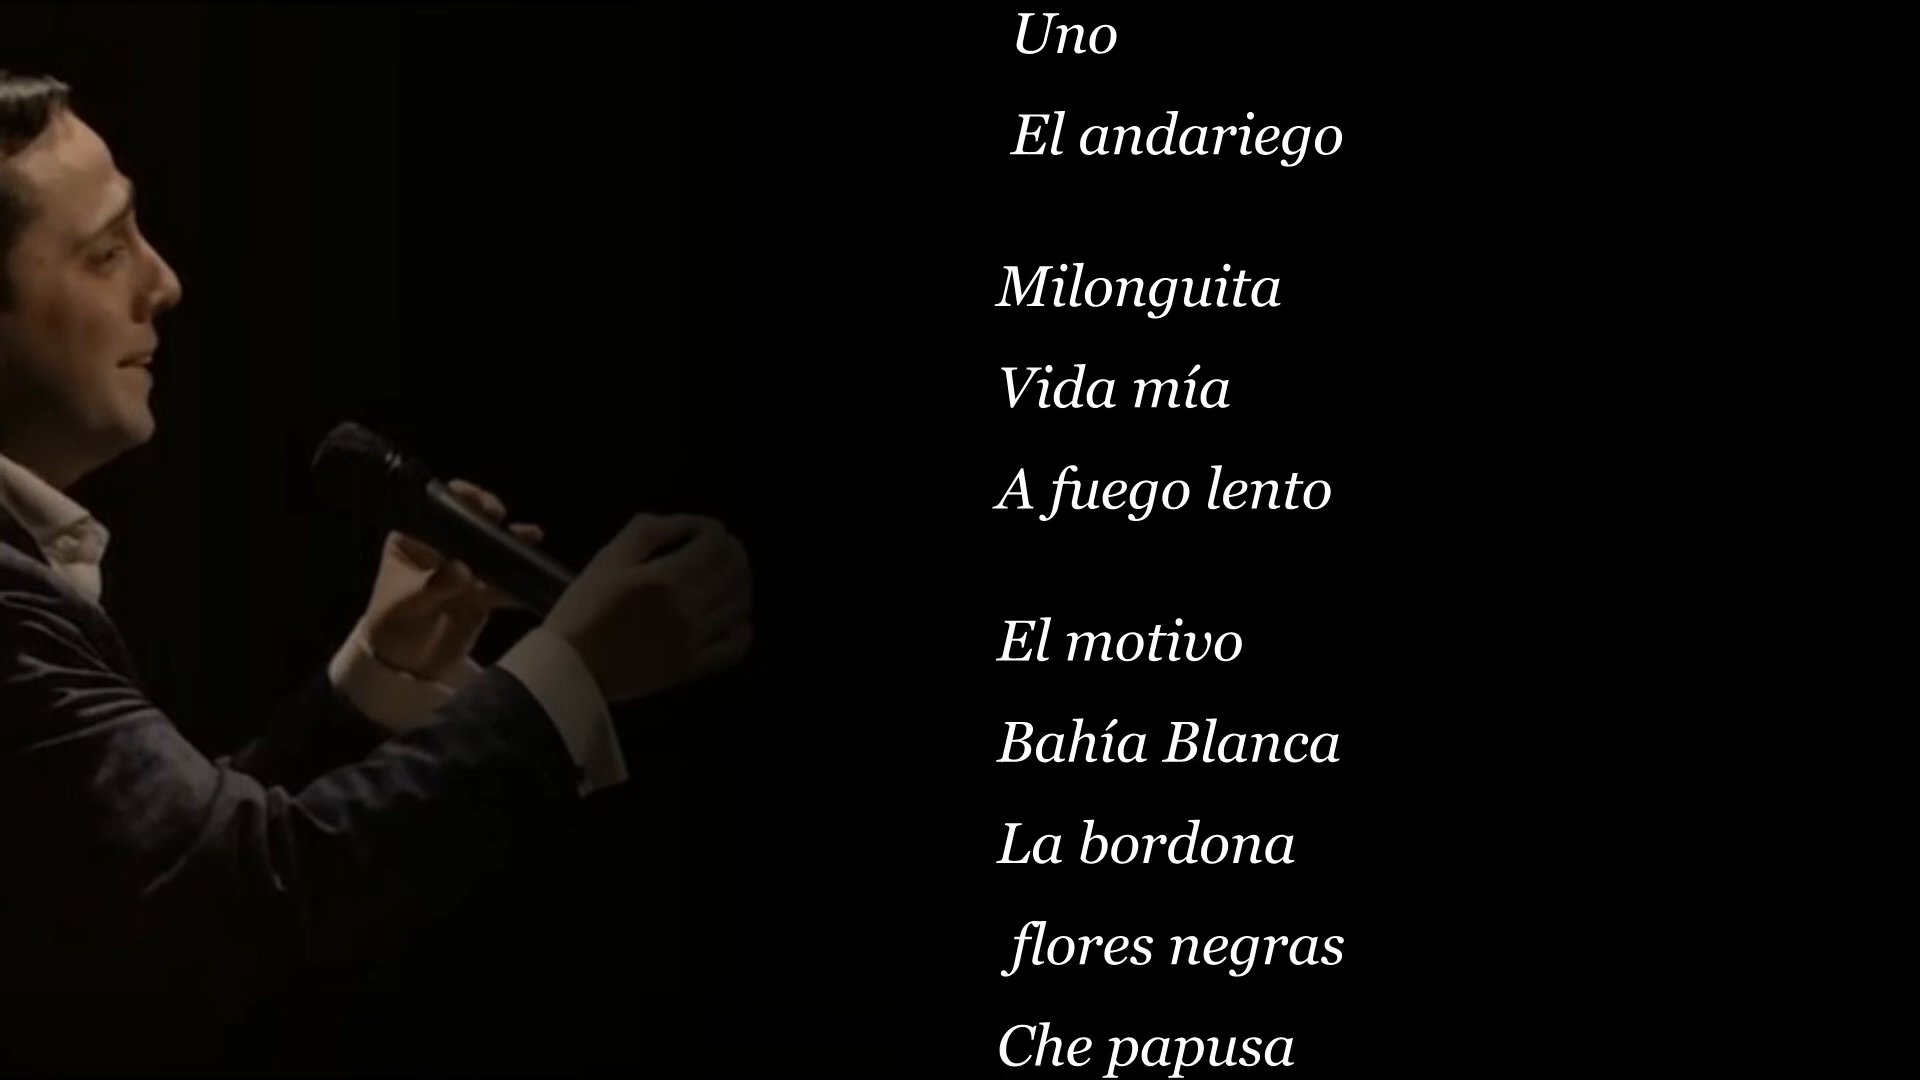 Uno
El andariego
Milonguita
Vida mía
A fuego lento
El motivo
Bahía Blanca
La bordona
flores negras
Che papusa